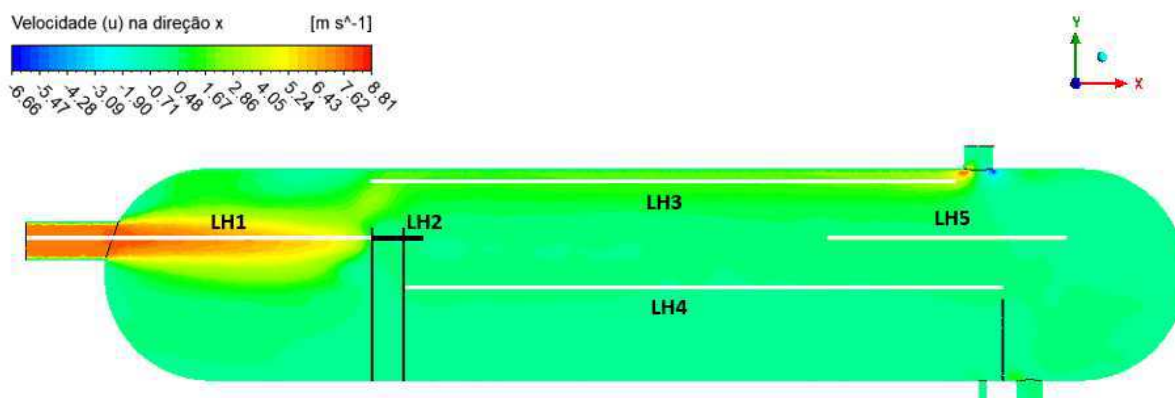 Velocidade (u) na direção x [m s^-1]
-6.66 -5.47 -4.28 -3.09 -1.90 -0.71 0.48 1.67 2.86 4.05 5.24 6.43 7.62 8.81
Y
X
LH3
LH1 LH2 LH5
LH4